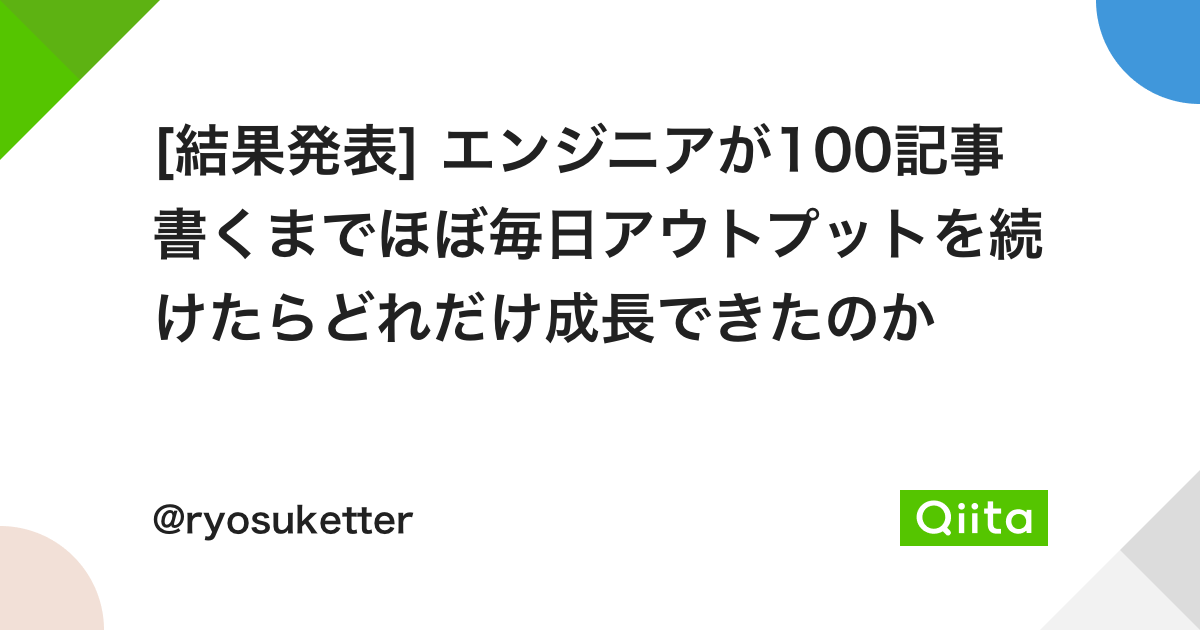 [結果発表] エンジニアが100記事
書くまでほぼ毎日アウトプットを続
けたらどれだけ成長できたのか
@ryosuketter
Qiita